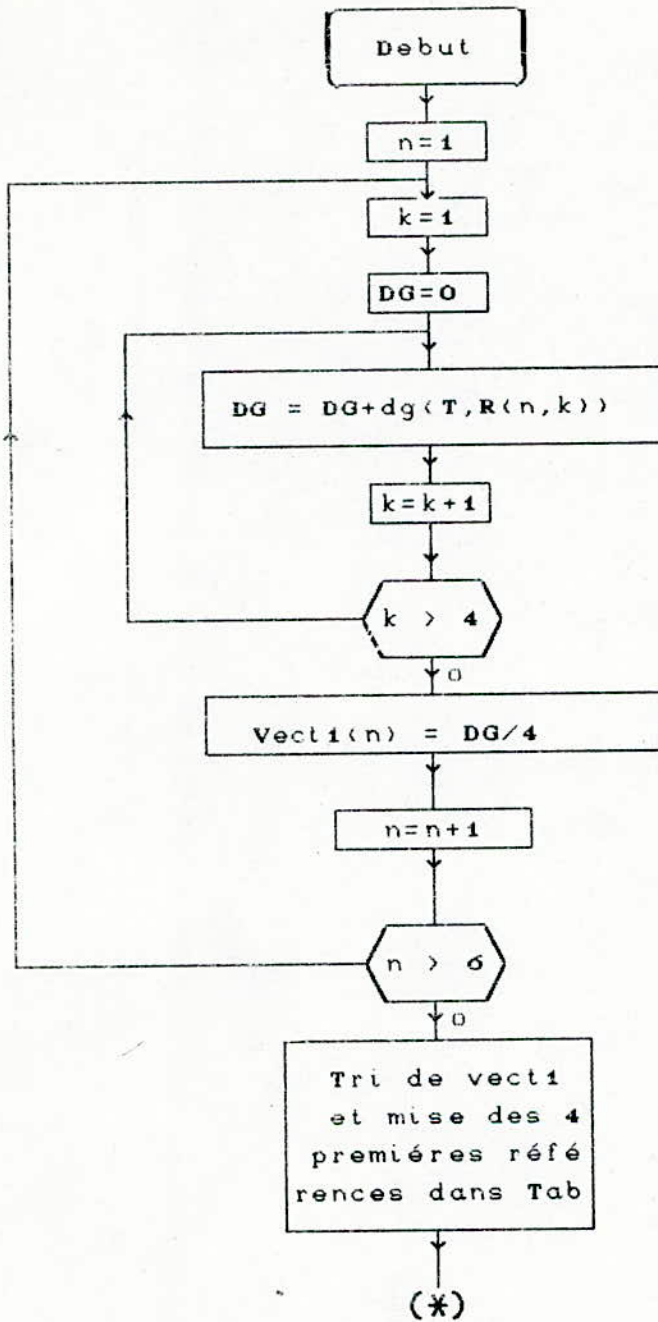 Debut
n=1
k=1
DG=0
DG = DG+dg(T,R(n,k))
k=k+1
k > 4
O
Vect1(n) = DG/4
n=n+1
n > 6
O
Tri de vect1
et mise des 4
premiéres réfé
rences dans Tab
(*)